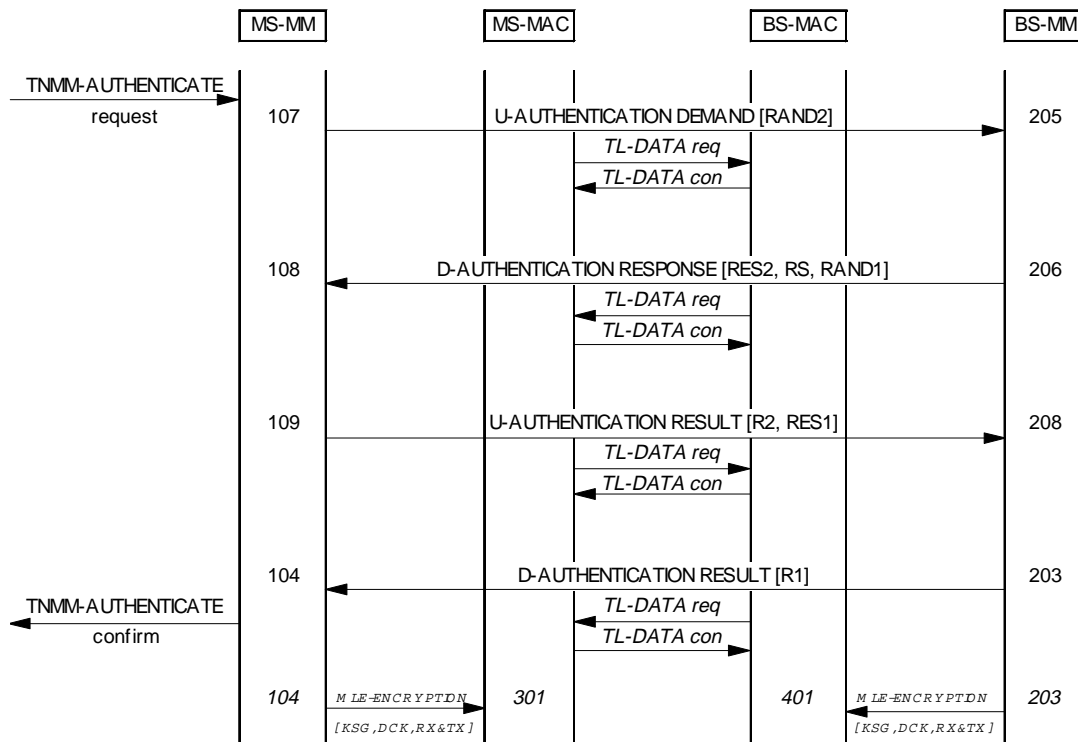 MS-MM MS-MAC BS-MAC BS-MM
TNMM-AUTHENTICATE
request
107 U-AUTHENTICATION DEMAND [RAND2] 205
TL-DATA req
TL-DATA con
108 D-AUTHENTICATION RESPONSE [RES2, RS, RAND1] 206
TL-DATA req
TL-DATA con
109 U-AUTHENTICATION RESULT [R2, RES1] 208
TL-DATA req
TL-DATA con
104 D-AUTHENTICATION RESULT [R1] 203
TNMM-AUTHENTICATE
confirm
TL-DATA req
TL-DATA con
104 MLE-ENCRYPTION 301 401 MLE-ENCRYPTION 203
[KSG,DCK,RX&TX] [KSG,DCK,RX&TX]